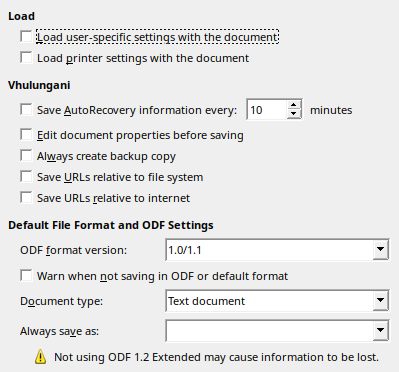 Load
Load user-specific settings with the document
Load printer settings with the document
Vhulungani
Save AutoRecovery information every: 10 minutes
Edit document properties before saving
Always create backup copy
Save URLs relative to file system
Save URLs relative to internet
Default File Format and ODF Settings
ODF format version: 1.0/1.1
Warn when not saving in ODF or default format
Document type: Text document
Always save as:
Not using ODF 1.2 Extended may cause information to be lost.